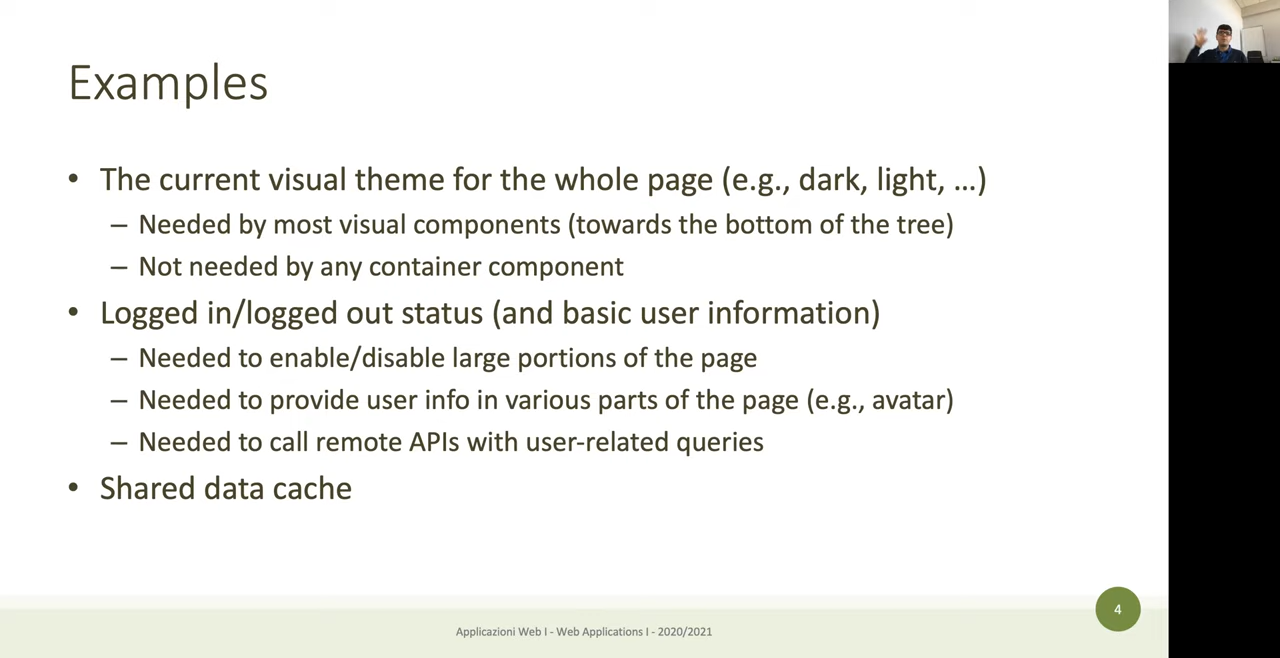 Examples
• The current visual theme for the whole page (e.g., dark, light, …)
– Needed by most visual components (towards the bottom of the tree)
– Not needed by any container component
• Logged in/logged out status (and basic user information)
– Needed to enable/disable large portions of the page
– Needed to provide user info in various parts of the page (e.g., avatar)
– Needed to call remote APIs with user-related queries
• Shared data cache
4
Applicazioni Web I - Web Applications I - 2020/2021